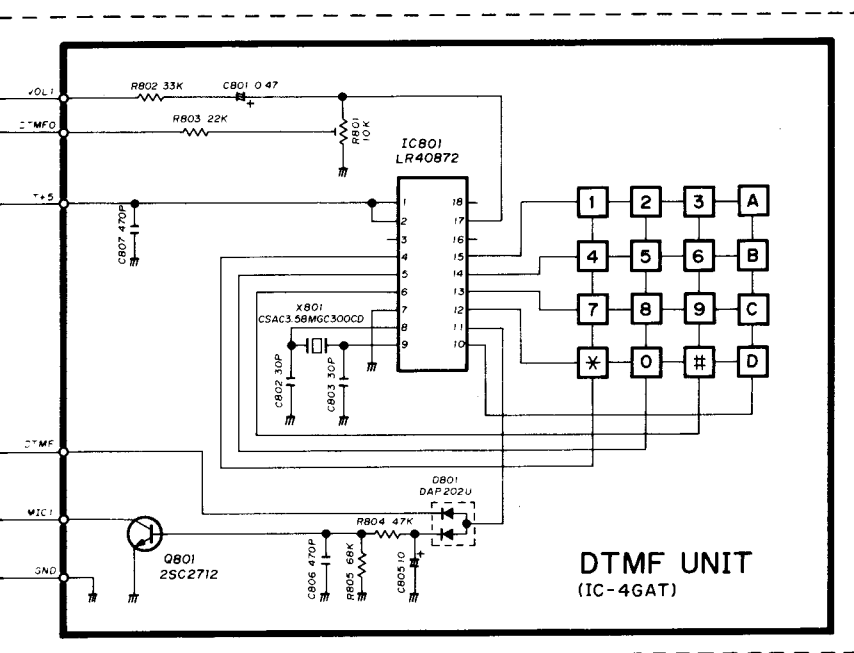 R802 33K
C801 0.47
VOL1
R803 22K
DTMFO
R801
10K
IC801
LR40872
T+5
C807 470P
1
2
3
4
5
6
7
8
9
18
17
16
15
14
13
12
11
10
1 2 3 A
4 5 6 B
7 8 9 C
* 0 # D
X801
CSAC3.58MGC300CD
C802 30P
C803 30P
DTMF
D801
DAP202U
MIC1
R804 47K
Q801
2SC2712
C806 470P
R805 68K
C805 10
GND
DTMF UNIT
(IC-4GAT)